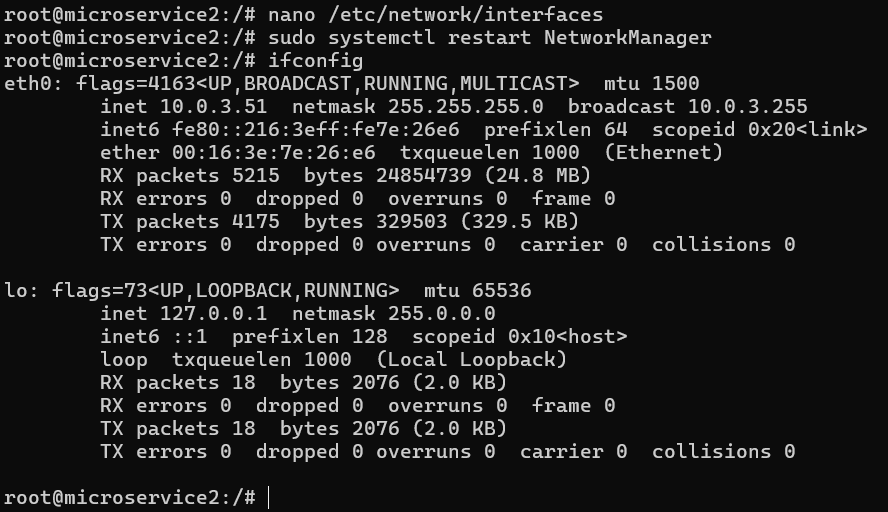 root@microservice2:/# nano /etc/network/interfaces
root@microservice2:/# sudo systemctl restart NetworkManager
root@microservice2:/# ifconfig
eth0: flags=4163<UP,BROADCAST,RUNNING,MULTICAST>  mtu 1500
        inet 10.0.3.51  netmask 255.255.255.0  broadcast 10.0.3.255
        inet6 fe80::216:3eff:fe7e:26e6  prefixlen 64  scopeid 0x20<link>
        ether 00:16:3e:7e:26:e6  txqueuelen 1000  (Ethernet)
        RX packets 5215  bytes 24854739 (24.8 MB)
        RX errors 0  dropped 0  overruns 0  frame 0
        TX packets 4175  bytes 329503 (329.5 KB)
        TX errors 0  dropped 0 overruns 0  carrier 0  collisions 0

lo: flags=73<UP,LOOPBACK,RUNNING>  mtu 65536
        inet 127.0.0.1  netmask 255.0.0.0
        inet6 ::1  prefixlen 128  scopeid 0x10<host>
        loop  txqueuelen 1000  (Local Loopback)
        RX packets 18  bytes 2076 (2.0 KB)
        RX errors 0  dropped 0  overruns 0  frame 0
        TX packets 18  bytes 2076 (2.0 KB)
        TX errors 0  dropped 0 overruns 0  carrier 0  collisions 0

root@microservice2:/#